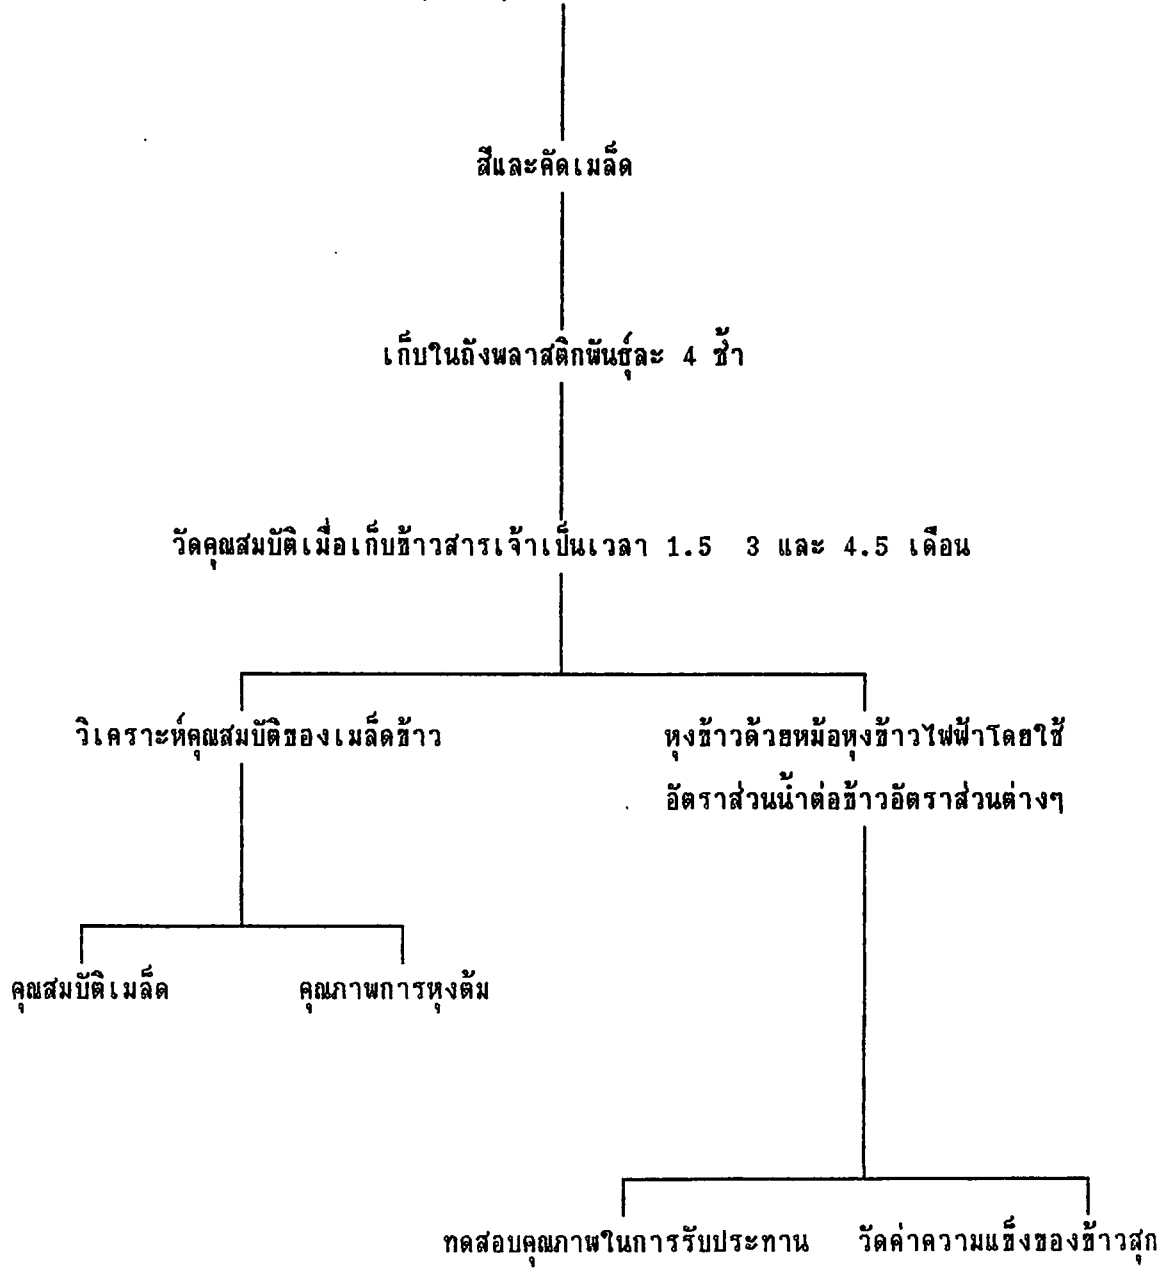 สีและคัดเมล็ด
เก็บในถังพลาสติกพันธุ์ละ 4 ซ้ำ
วัดคุณสมบัติเมื่อเก็บข้าวสารเจ้าเป็นเวลา 1.5 3 และ 4.5 เดือน
วิเคราะห์คุณสมบัติของเมล็ดข้าว
หุงข้าวด้วยหม้อหุงข้าวไฟฟ้าโดยใช้
อัตราส่วนน้ำต่อข้าวอัตราส่วนต่างๆ
คุณสมบัติเมล็ด
คุณภาพการหุงต้ม
ทดสอบคุณภาพในการรับประทาน
วัดค่าความแข็งของข้าวสุก